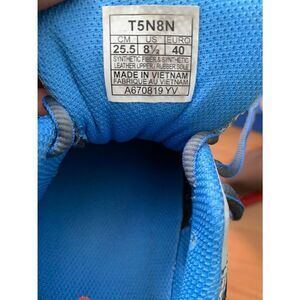 T5N8N
CM US EURO
25.5 8½ 40
SYNTHETIC FIBER & SYNTHETIC
LEATHER UPPER / RUBBER SOLE
MADE IN VIETNAM
FABRIQUE AU VIETNAM
A670819 YV